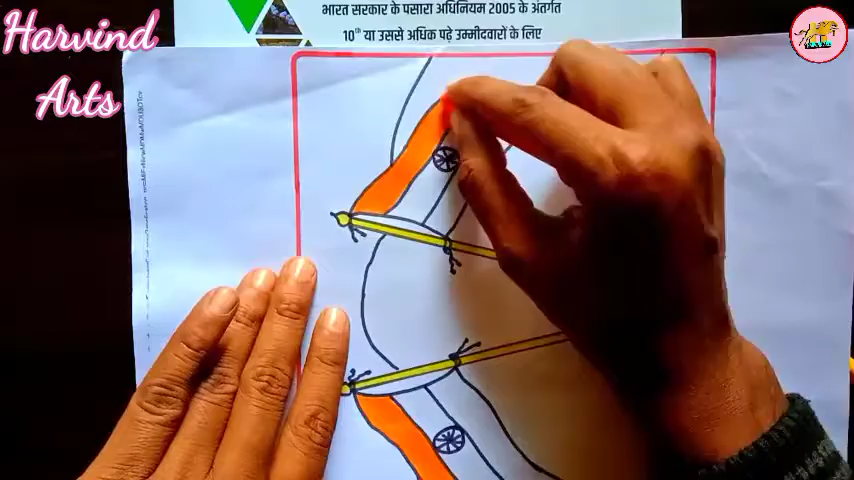 भारत सरकार के पसारा अधिनियम 2005 के अंतर्गत
10th या उससे अधिक पढ़े उम्मीदवारों के लिए
Harvind
Arts